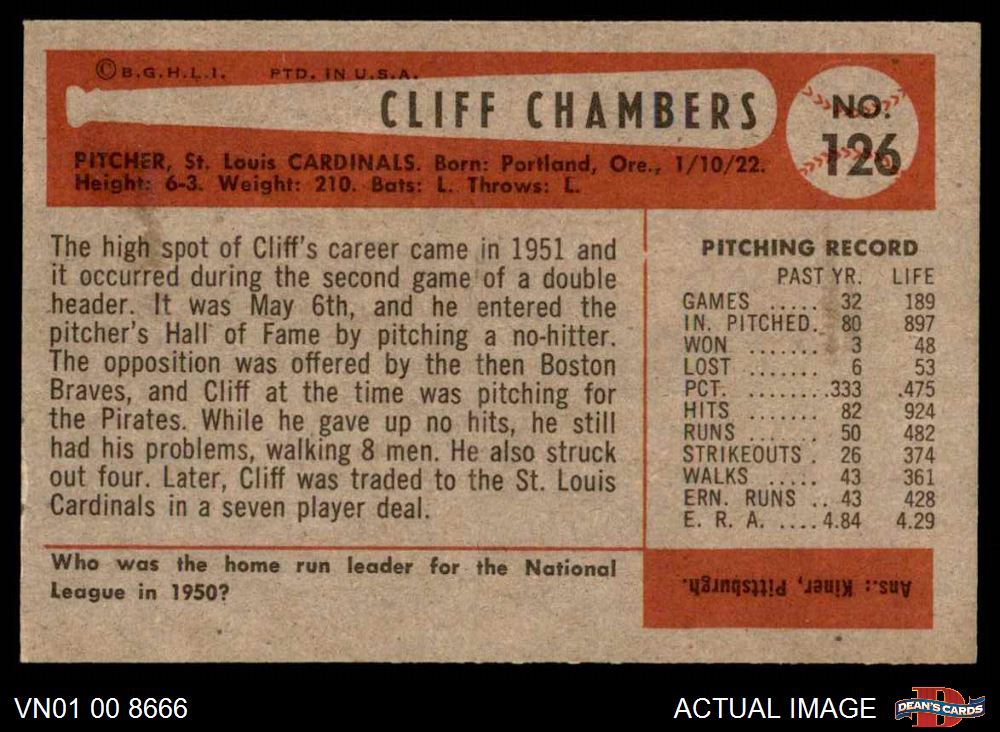 © B.G.H.L.I. PTD. IN U.S.A.
CLIFF CHAMBERS
NO. 126
PITCHER, St. Louis CARDINALS. Born: Portland, Ore., 1/10/22.
Height: 6-3. Weight: 210. Bats: L. Throws: L.
The high spot of Cliff's career came in 1951 and
it occurred during the second game of a double
header. It was May 6th, and he entered the
pitcher's Hall of Fame by pitching a no-hitter.
The opposition was offered by the then Boston
Braves, and Cliff at the time was pitching for
the Pirates. While he gave up no hits, he still
had his problems, walking 8 men. He also struck
out four. Later, Cliff was traded to the St. Louis
Cardinals in a seven player deal.
PITCHING RECORD
PAST YR. LIFE
GAMES ..... 32 189
IN. PITCHED. 80 897
WON ....... 3 48
LOST ....... 6 53
PCT. ........333 .475
HITS ....... 82 924
RUNS ....... 50 482
STRIKEOUTS . 26 374
WALKS ..... 43 361
ERN. RUNS .. 43 428
E. R. A. ....4.84 4.29
Who was the home run leader for the National
League in 1950?
Ans.: Kiner, Pittsburgh.
VN01 00 8666
ACTUAL IMAGE
D
DEAN'S CARDS